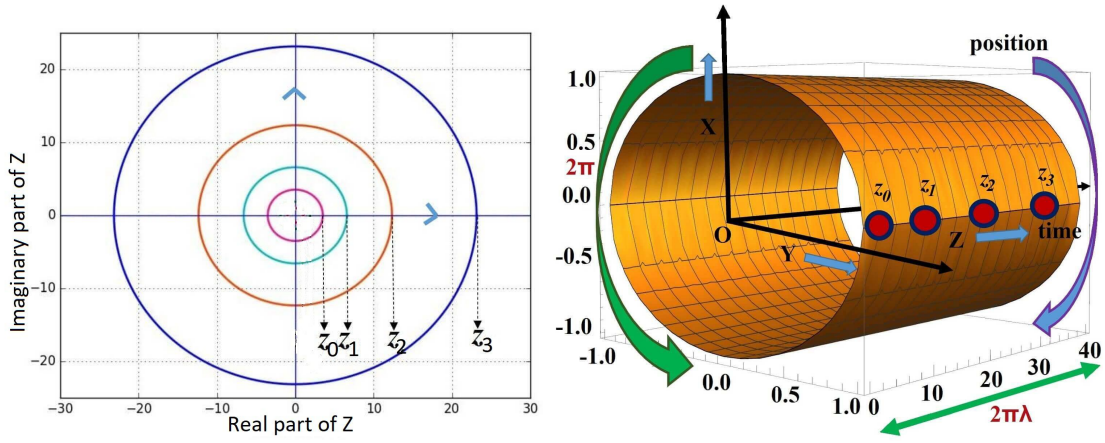 20
10
0
−10
−20
−30 −20 −10 0 10 20 30
Imaginary part of Z
Real part of Z
z0 z1 z2 z3
position
1.0
0.5
2π
0.0
-0.5
-1.0
X
O
Y
Z
z0 z1 z2 z3
time
-1.0 0.0 0.5 1.0
0 10 20 30 40
2πλ